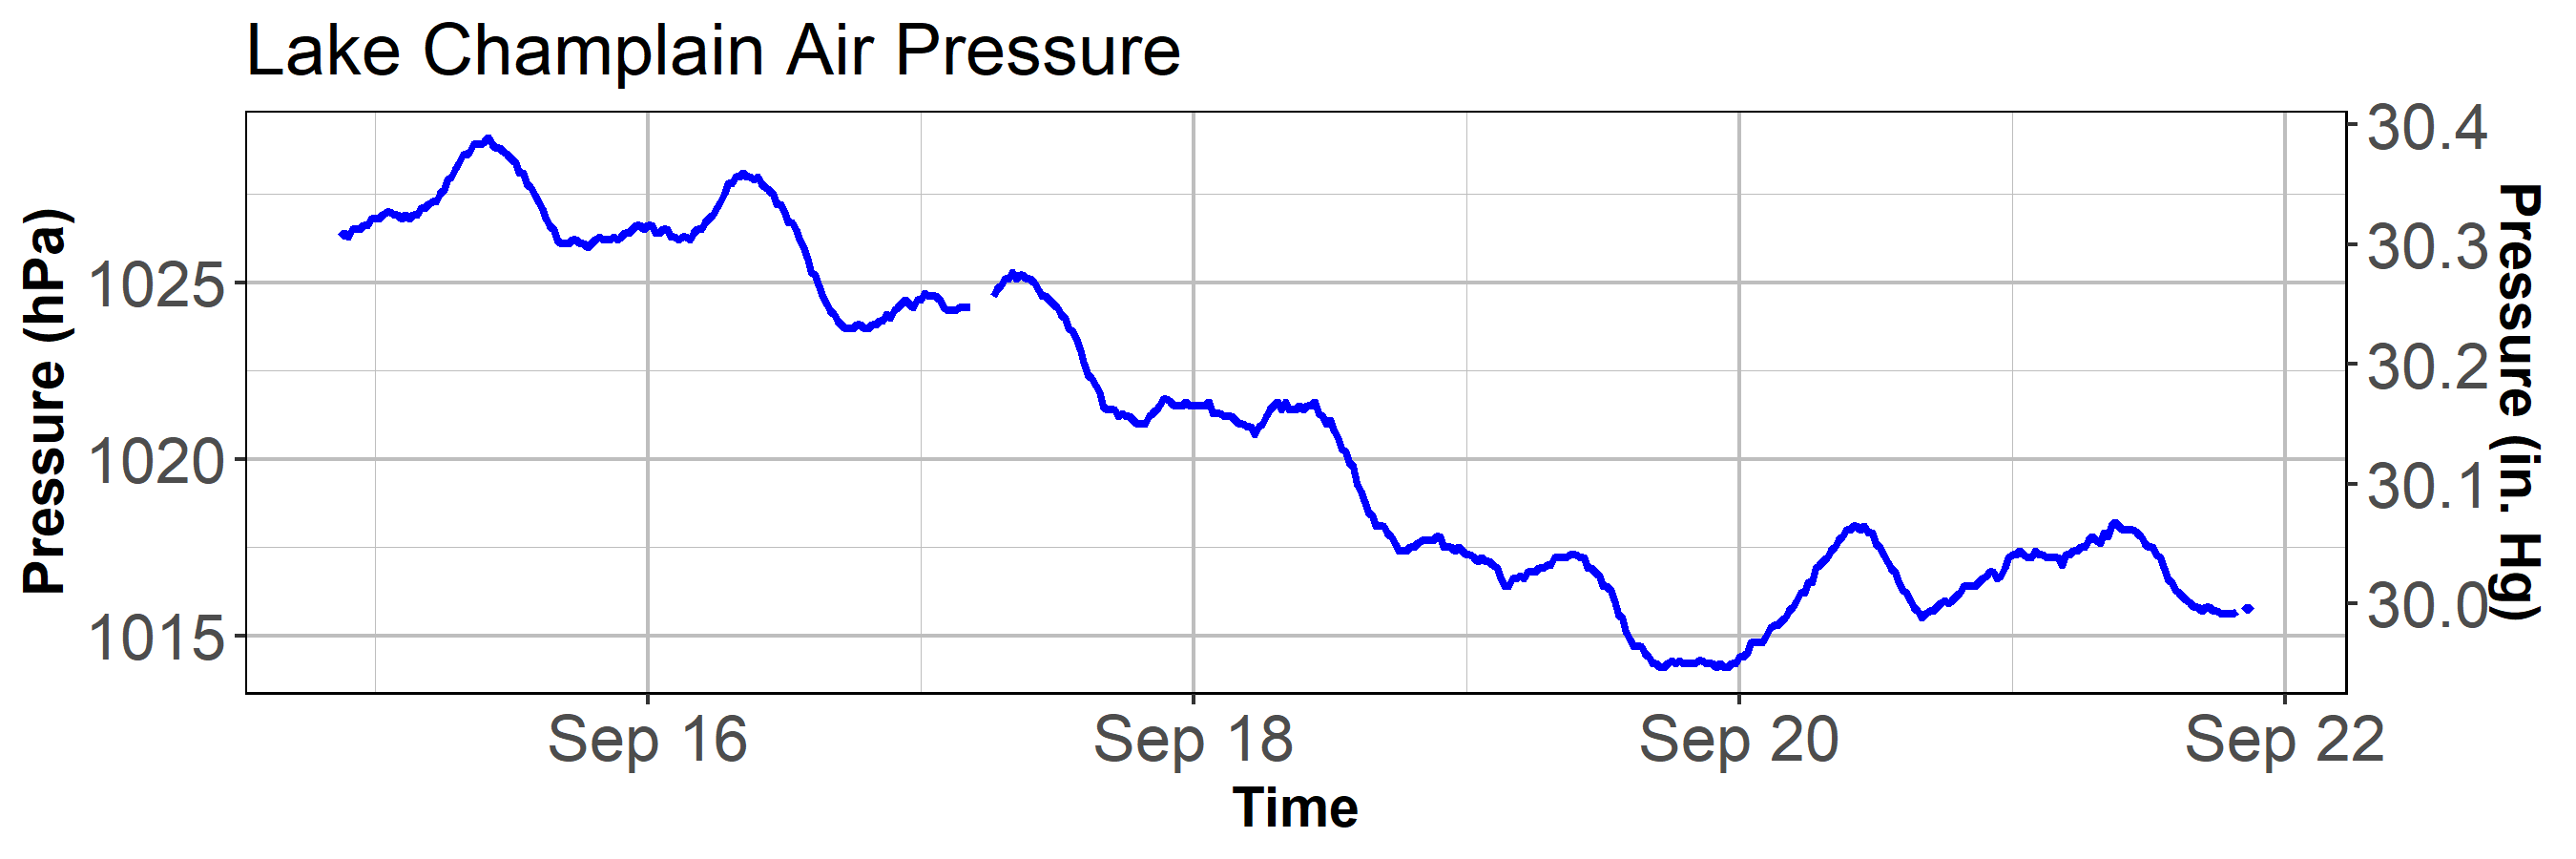 Lake Champlain Air Pressure
Pressure (hPa)
1025
1020
1015
30.4
30.3
30.2
30.1
30.0
Pressure (in. Hg)
Sep 16
Sep 18
Sep 20
Sep 22
Time